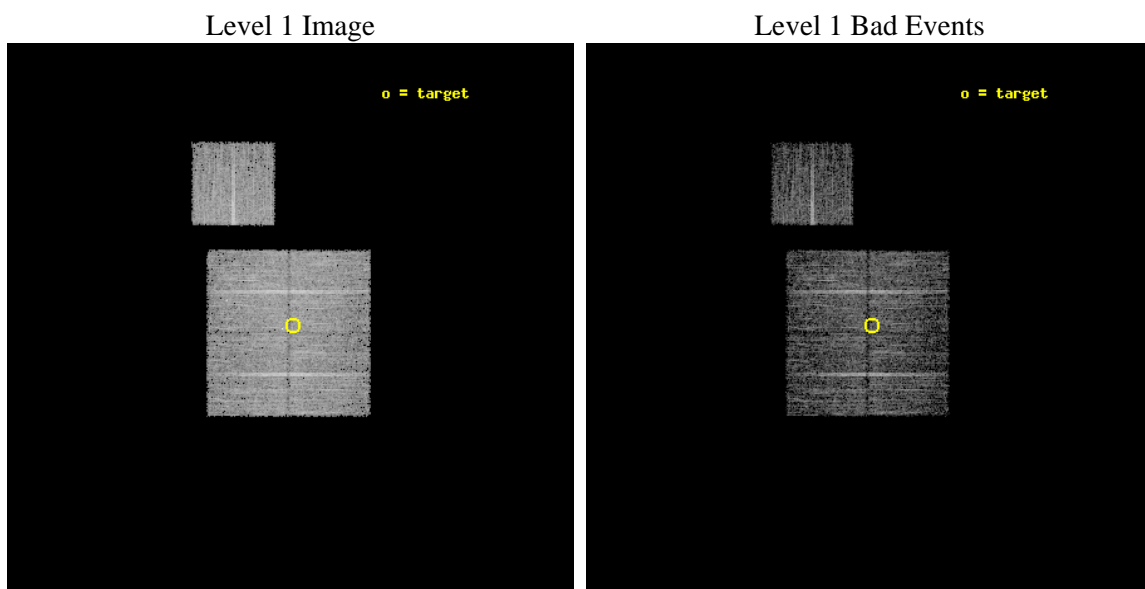 Level 1 Image
Level 1 Bad Events
o = target
o = target